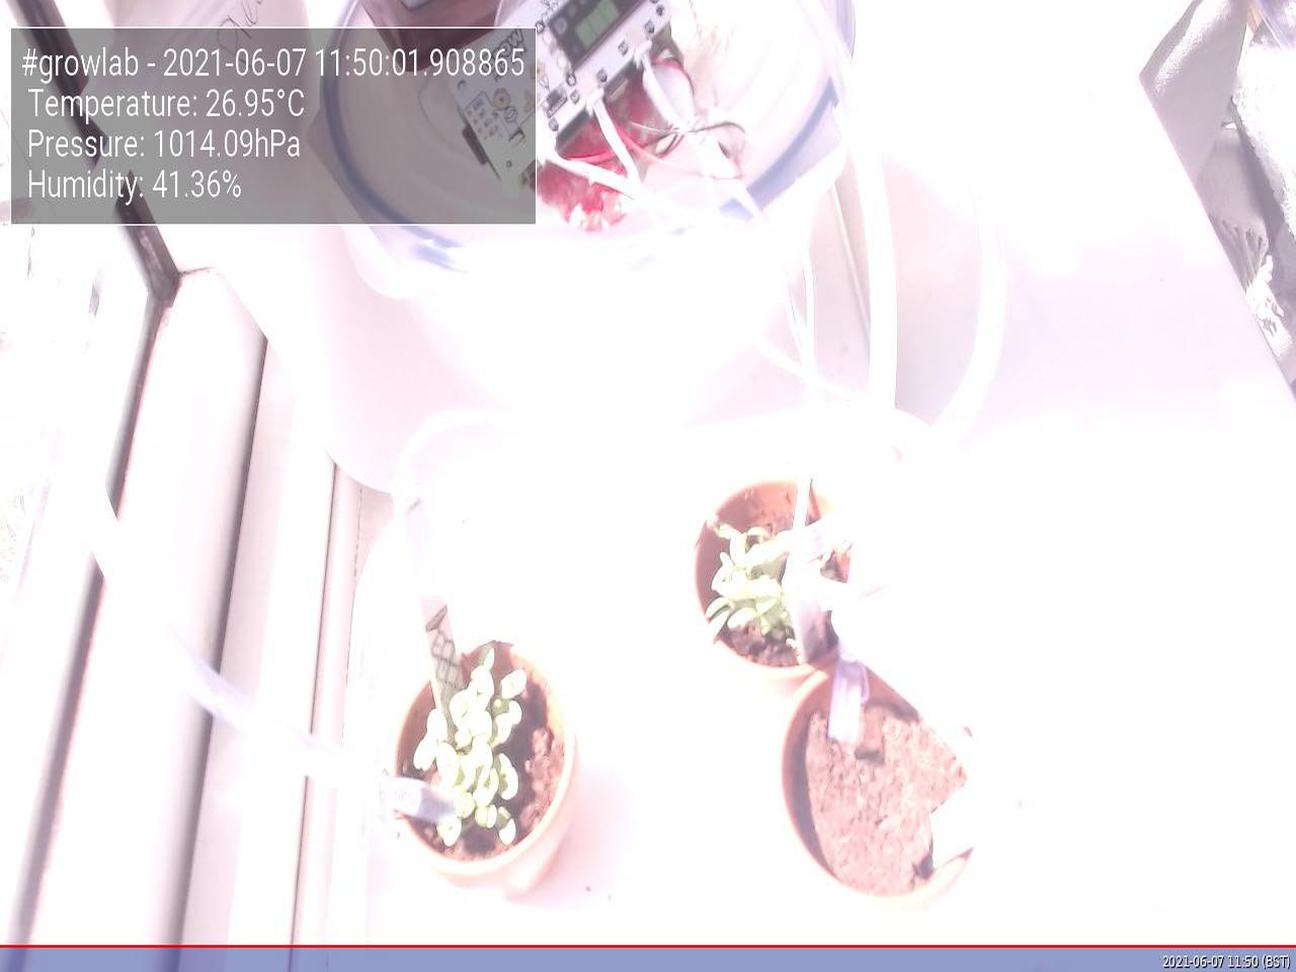 #growlab - 2021-06-07 11:50:01.908865
Temperature: 26.95°C
Pressure: 1014.09hPa
Humidity: 41.36%
2021-06-07 11:50 (BST)